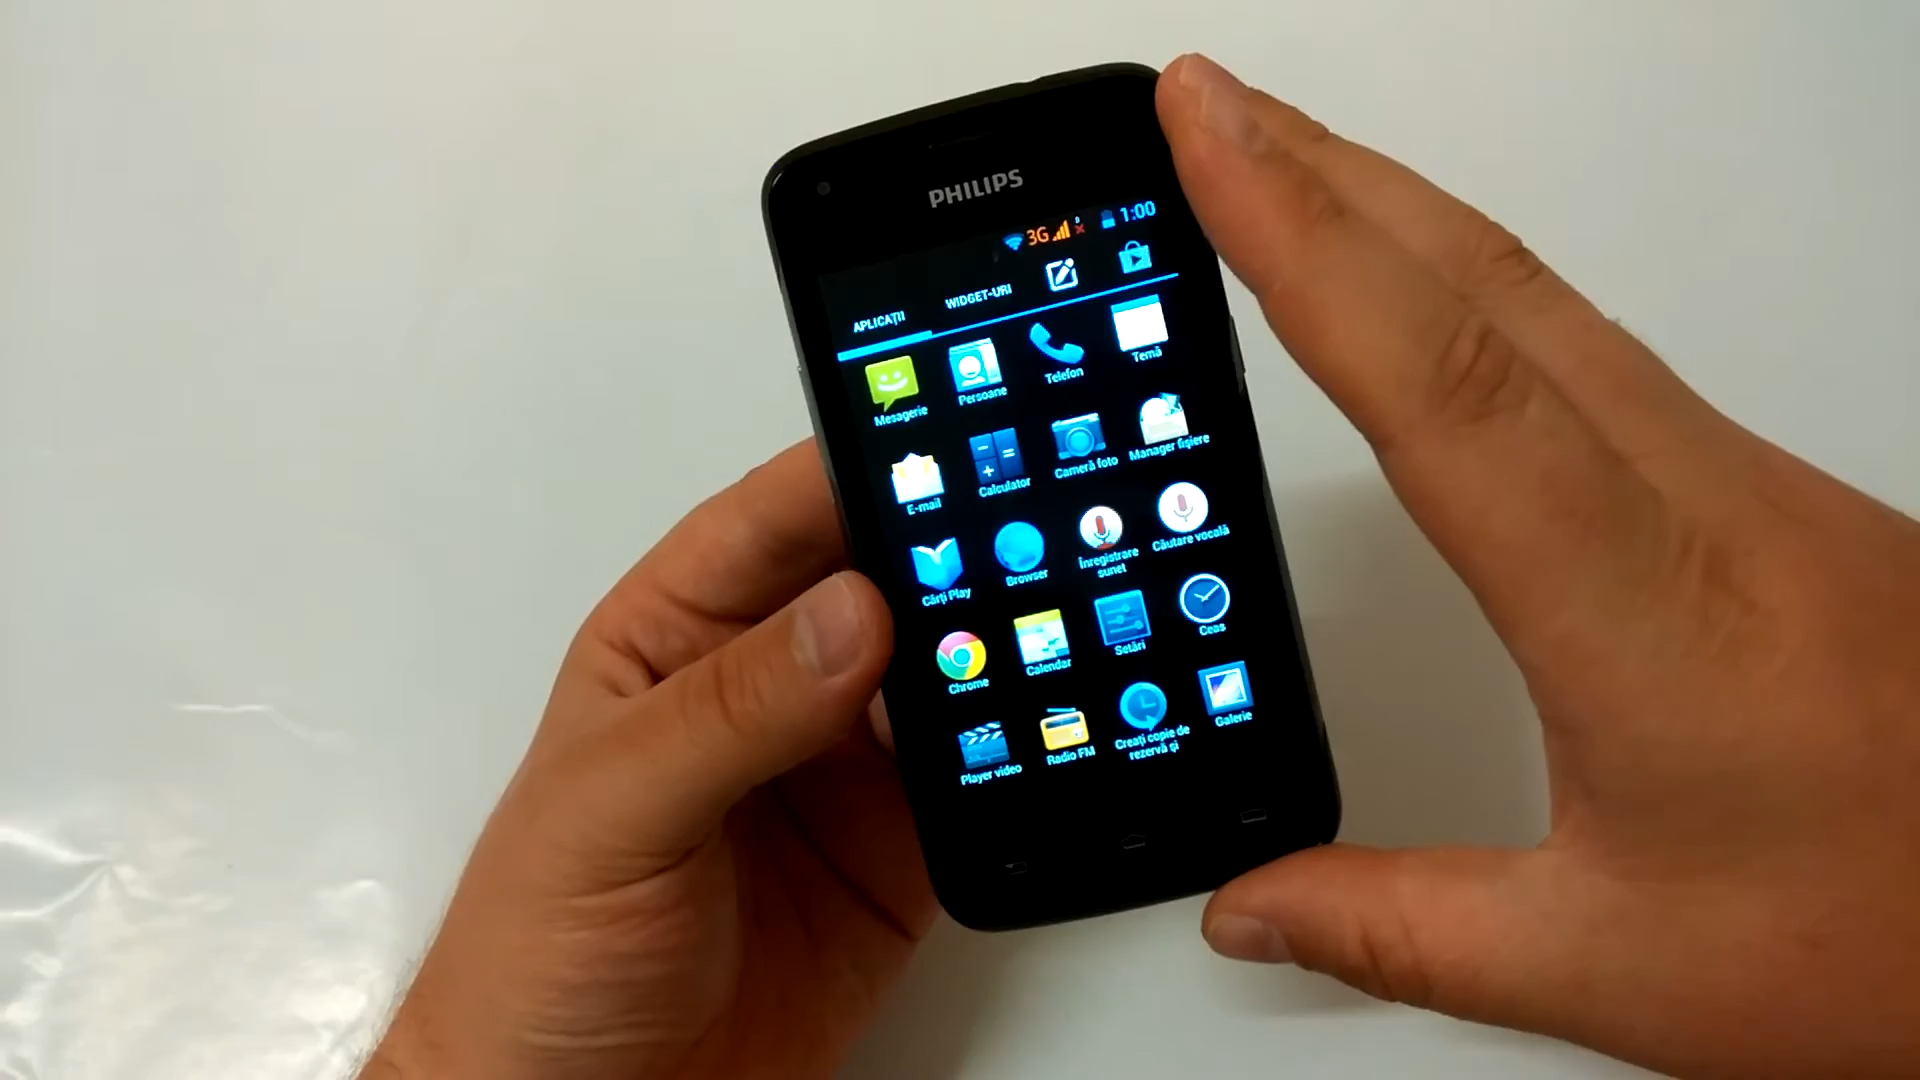 PHILIPS
3G 1:00
APLICAȚII WIDGET-URI
Mesagerie Persoane Telefon Temă
E-mail Calculator Cameră foto Manager fișiere
Cărți Play Browser Înregistrare sunet Căutare vocală
Chrome Calendar Setări Ceas
Player video Radio FM Creați copie de rezervă și Galerie